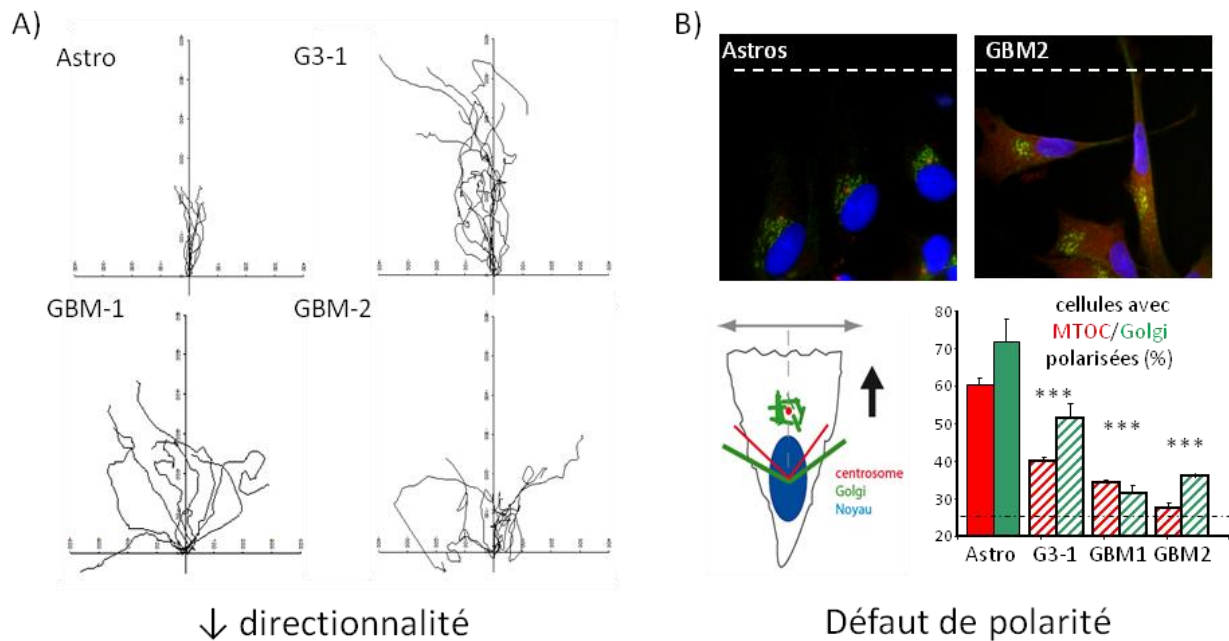 A)
Astro
G3-1
GBM-1
GBM-2
↓ directionnalité
B)
Astros
GBM2
centrosome
Golgi
Noyau
cellules avec
MTOC/Golgi
polarisées (%)
80
70
60
50
40
30
20
***
***
***
Astro G3-1 GBM1 GBM2
Défaut de polarité